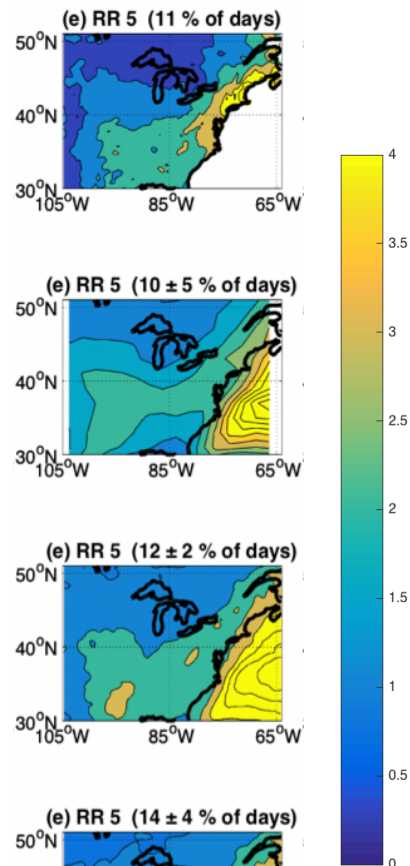 (e) RR 5 (11 % of days)
50°N
40°N
30°N
105°W 85°W 65°W
(e) RR 5 (10 ± 5 % of days)
50°N
40°N
30°N
105°W 85°W 65°W
(e) RR 5 (12 ± 2 % of days)
50°N
40°N
30°N
105°W 85°W 65°W
(e) RR 5 (14 ± 4 % of days)
50°N
4
3.5
3
2.5
2
1.5
1
0.5
0